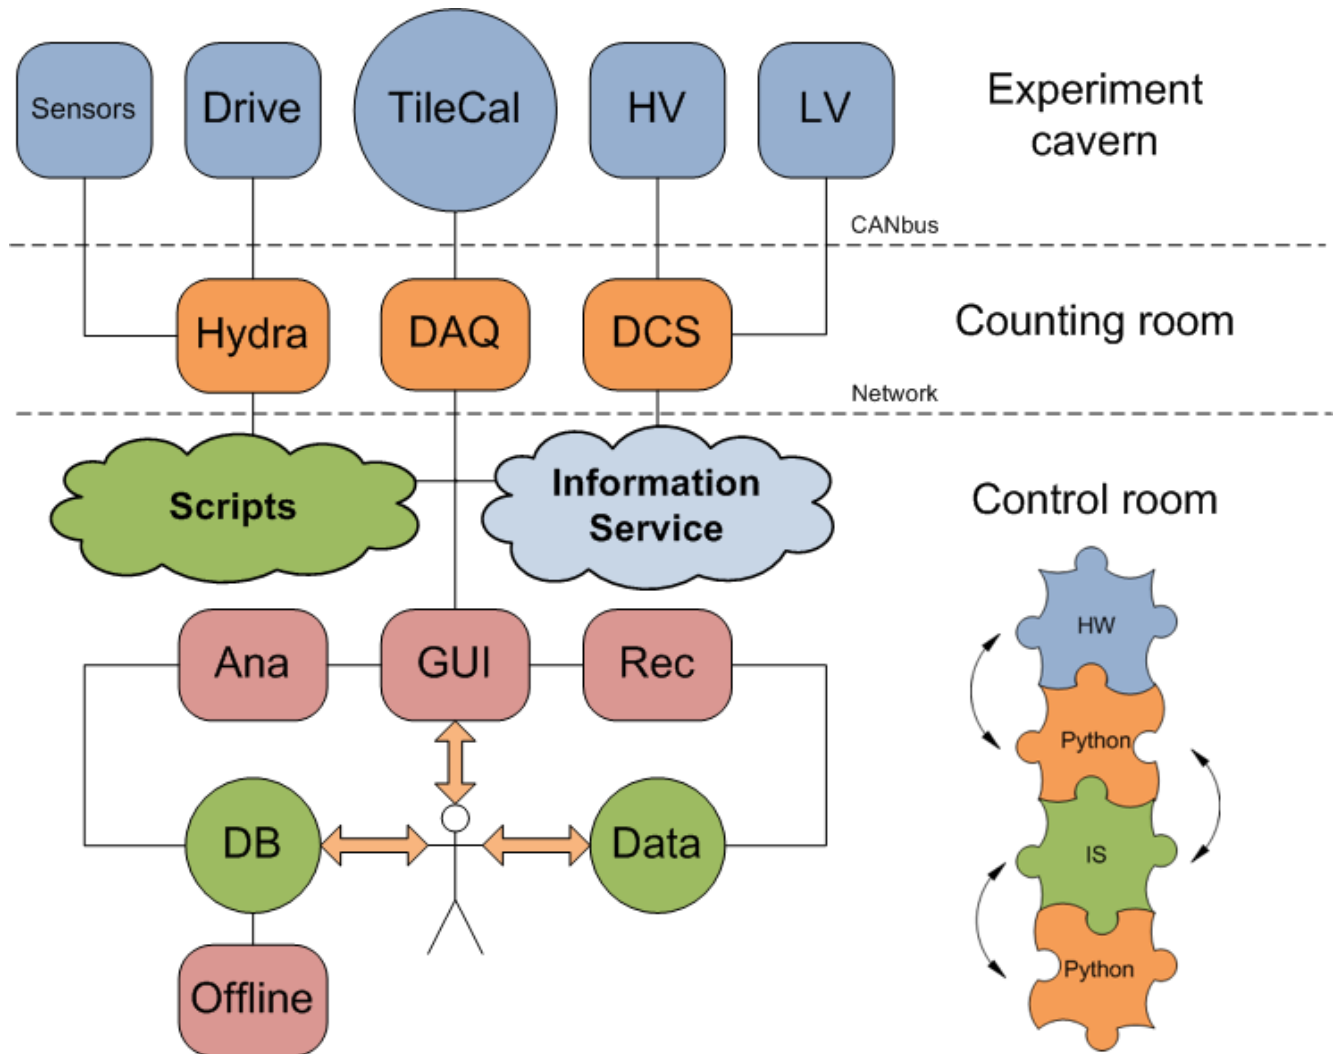 Sensors
Drive
TileCal
HV
LV
Experiment
cavern
CANbus
Hydra
DAQ
DCS
Counting room
Network
Scripts
Information
Service
Control room
Ana
GUI
Rec
HW
Python
DB
Data
IS
Offline
Python